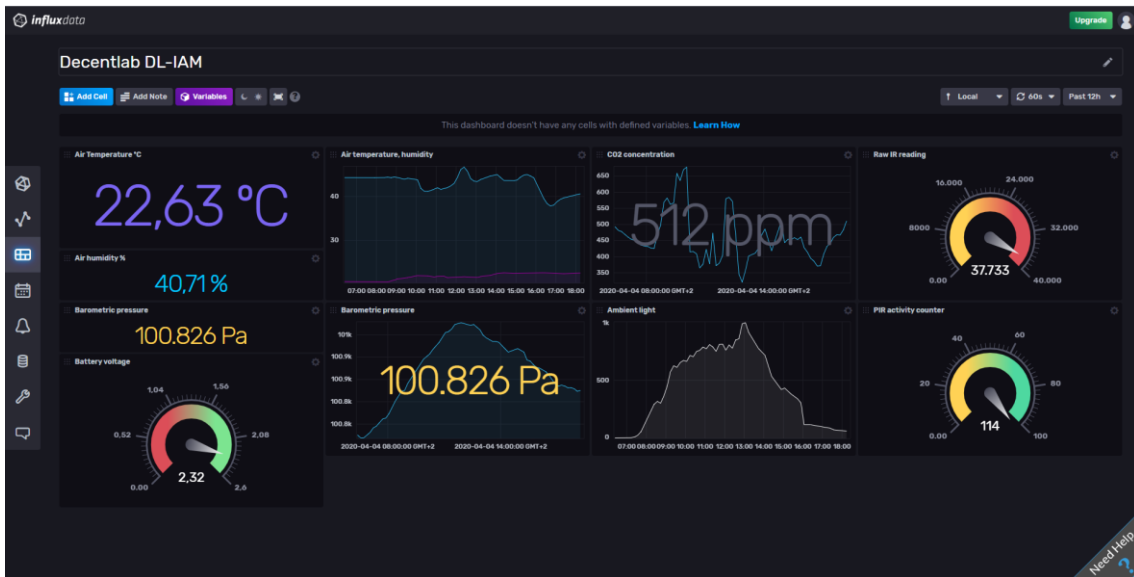 influxdata
Upgrade
Decentlab DL-IAM
Add Cell Add Note Variables
Local 60s Past 12h
This dashboard doesn't have any cells with defined variables. Learn How
Air Temperature °C
22,63 °C
Air humidity %
40,71 %
Barometric pressure
100.826 Pa
Battery voltage
0.00
0,52
1.04
1,56
2,08
2,6
2,32
Air temperature, humidity
40
30
07:00 08:00 09:00 10:00 11:00 12:00 13:00 14:00 15:00 16:00 17:00 18:00
Barometric pressure
101k
100.9k
100.9k
100.8k
100.8k
100.826 Pa
2020-04-04 08:00:00 GMT+2 2020-04-04 14:00:00 GMT+2
CO2 concentration
650
600
550
500
450
400
350
512 ppm
2020-04-04 08:00:00 GMT+2 2020-04-04 14:00:00 GMT+2
Ambient light
1k
500
0
07:00 08:00 09:00 10:00 11:00 12:00 13:00 14:00 15:00 16:00 17:00 18:00
Raw IR reading
0.00
8000
16.000
24.000
32.000
40.000
37.733
PIR activity counter
0.00
20
40
60
80
100
114
Need Help
?